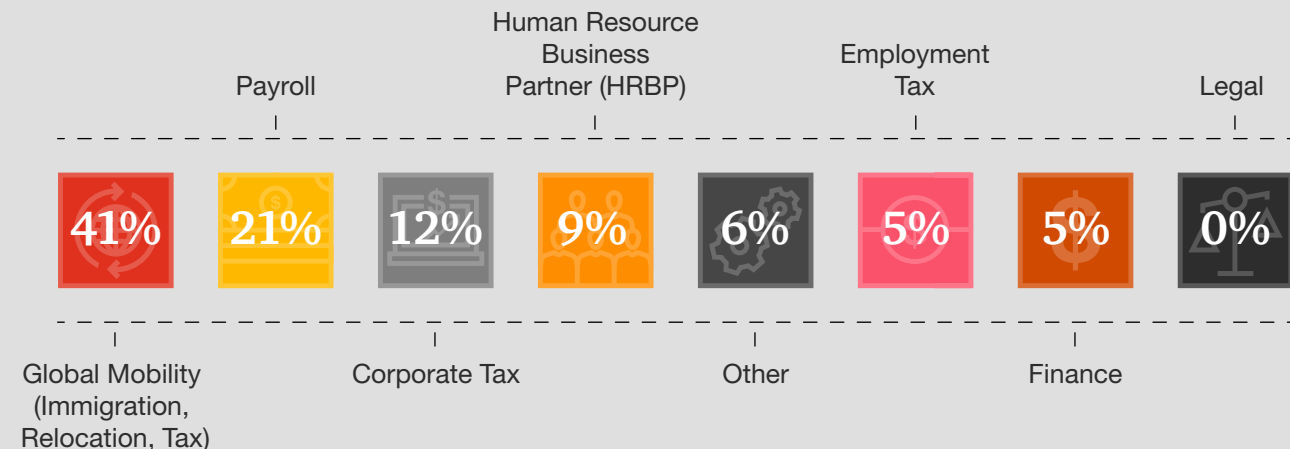 Human Resource
Business
Partner (HRBP)
Employment
Tax
Payroll
Legal
41%
21%
12%
9%
6%
5%
5%
0%
Global Mobility
(Immigration,
Relocation, Tax)
Corporate Tax
Other
Finance